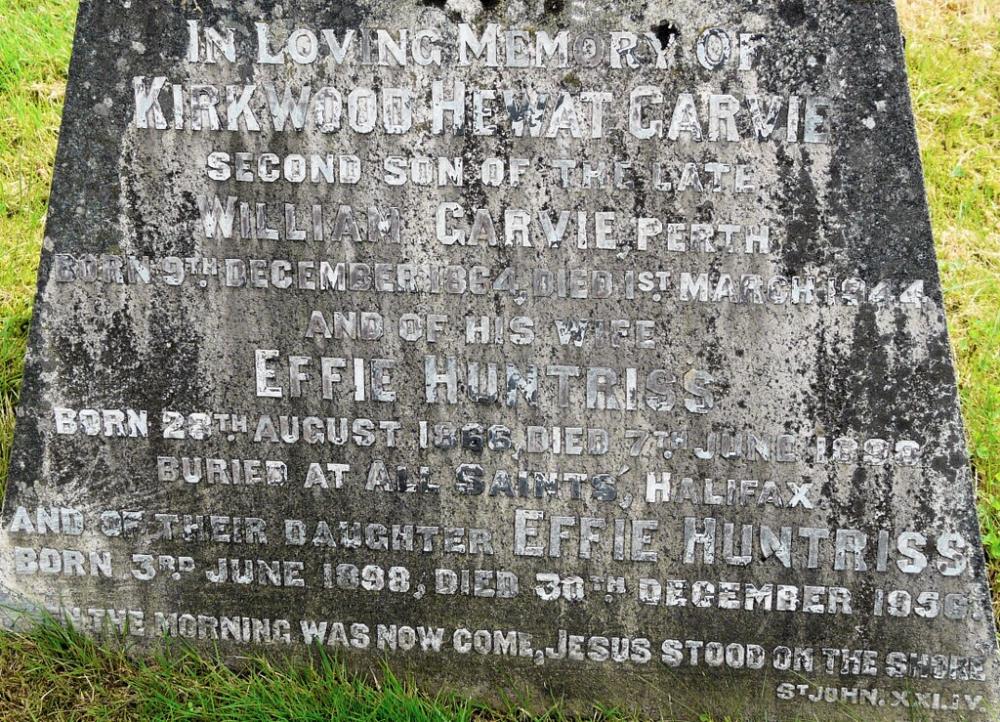 IN LOVING MEMORY OF
KIRKWOOD HEWAT GARVIE
SECOND SON OF THE LATE
WILLIAM GARVIE, PERTH
BORN 9TH DECEMBER 1864, DIED 1ST MARCH 1944
AND OF HIS WIFE
EFFIE HUNTRISS
BORN 28TH AUGUST 1866, DIED 7TH JUNE 1898
BURIED AT ALL SAINTS', HALIFAX.
AND OF THEIR DAUGHTER EFFIE HUNTRISS
BORN 3RD JUNE 1898, DIED 30TH DECEMBER 1956.
WHEN THE MORNING WAS NOW COME, JESUS STOOD ON THE SHORE
ST JOHN. XXI.IV.